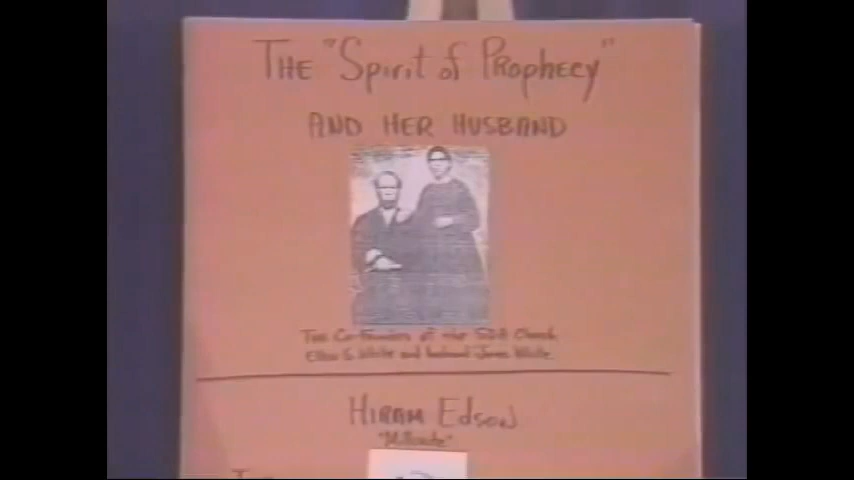 THE "Spirit of Prophecy"
AND HER HUSBAND
The Co-Founders of the SDA Church
Ellen G. White and husband James White
HIRAM Edson
"Millerite"